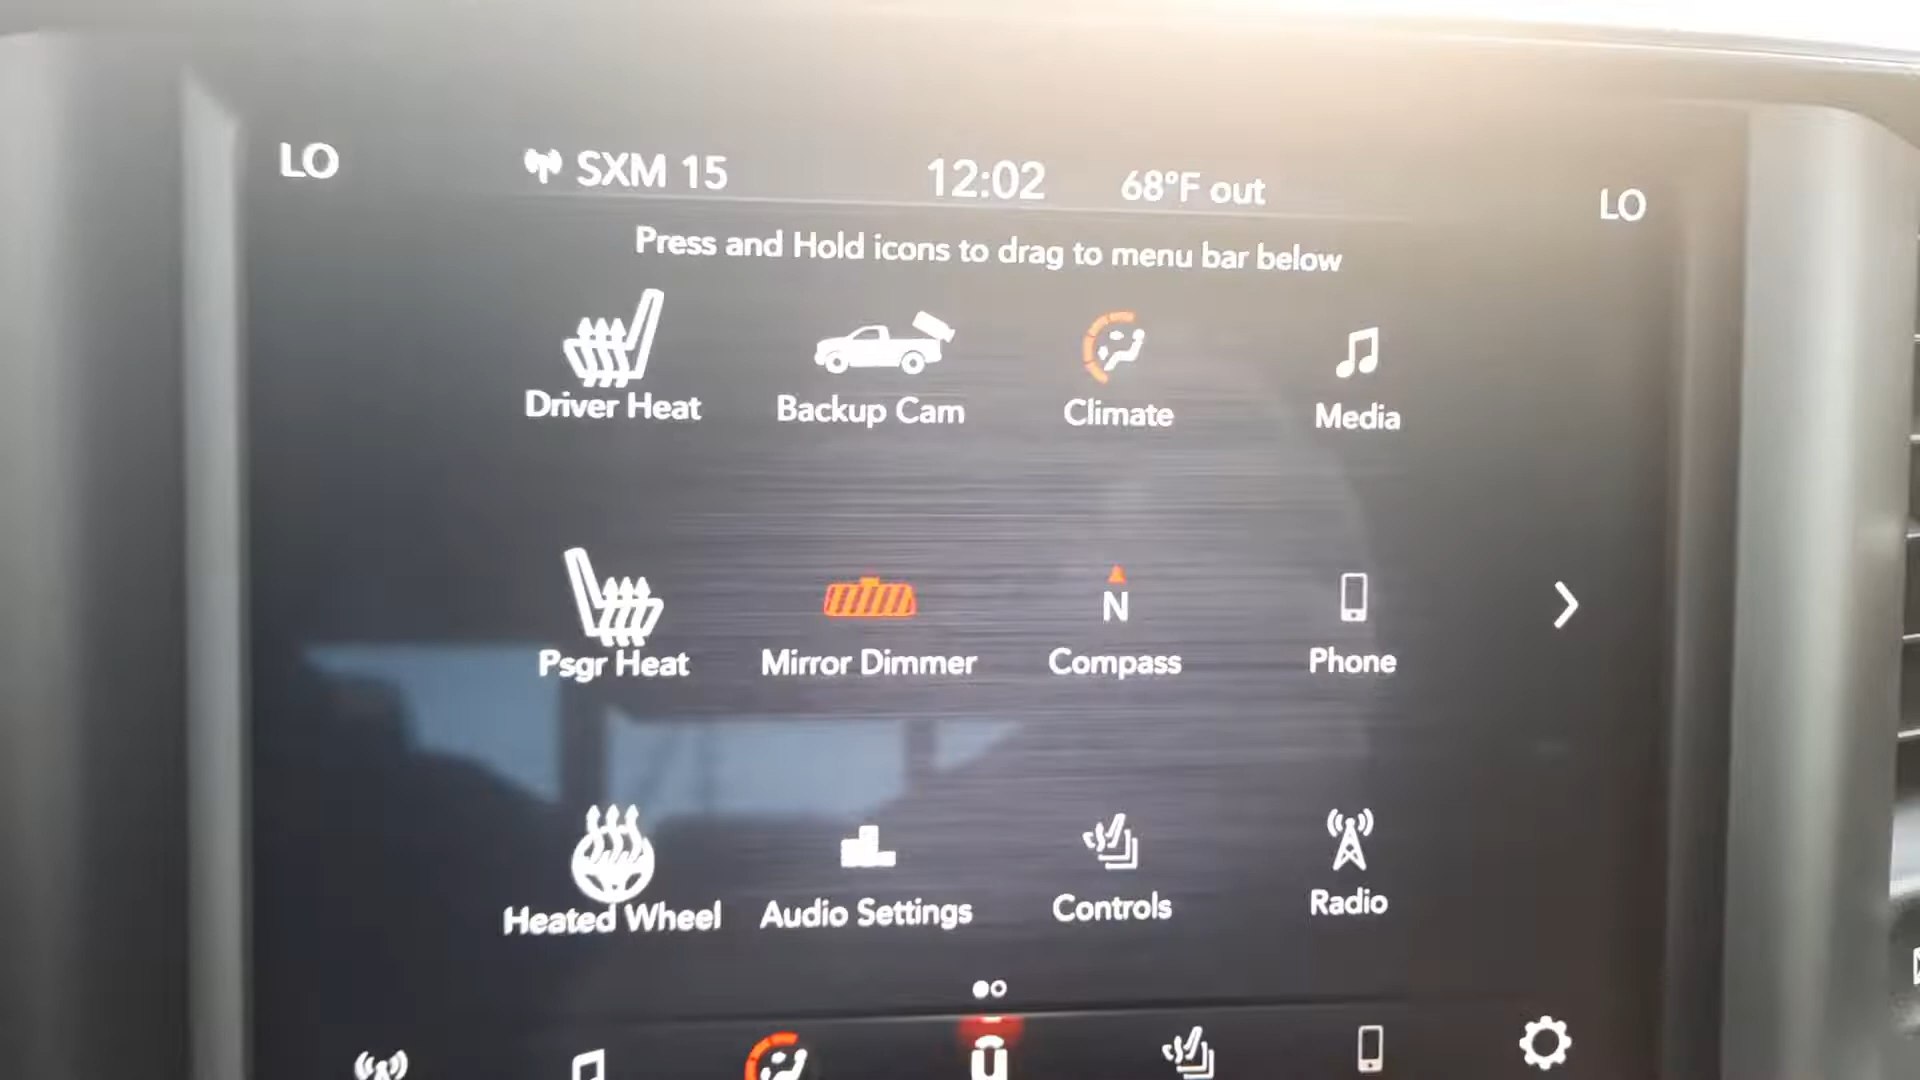 LO
SXM 15 12:02 68°F out
LO
Press and Hold icons to drag to menu bar below
Driver Heat Backup Cam Climate Media
N
Psgr Heat Mirror Dimmer Compass Phone
Heated Wheel Audio Settings Controls Radio